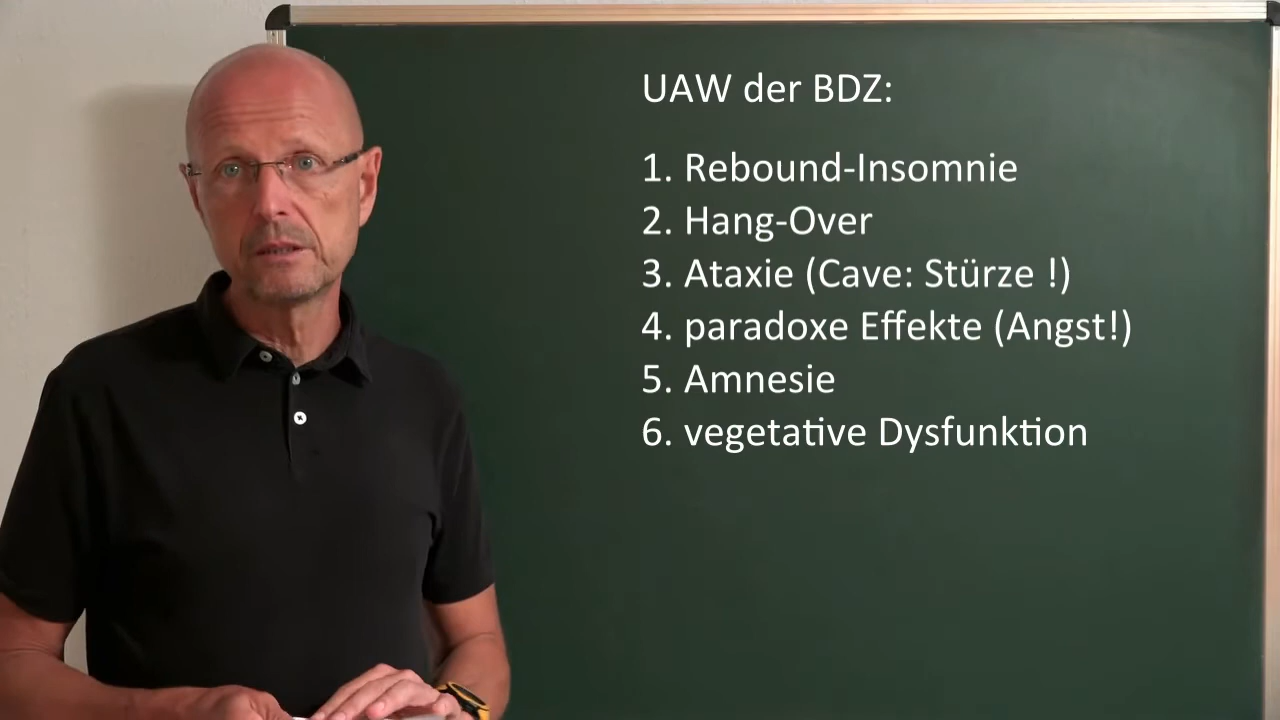 UAW der BDZ:
1. Rebound-Insomnie
2. Hang-Over
3. Ataxie (Cave: Stürze !)
4. paradoxe Effekte (Angst!)
5. Amnesie
6. vegetative Dysfunktion